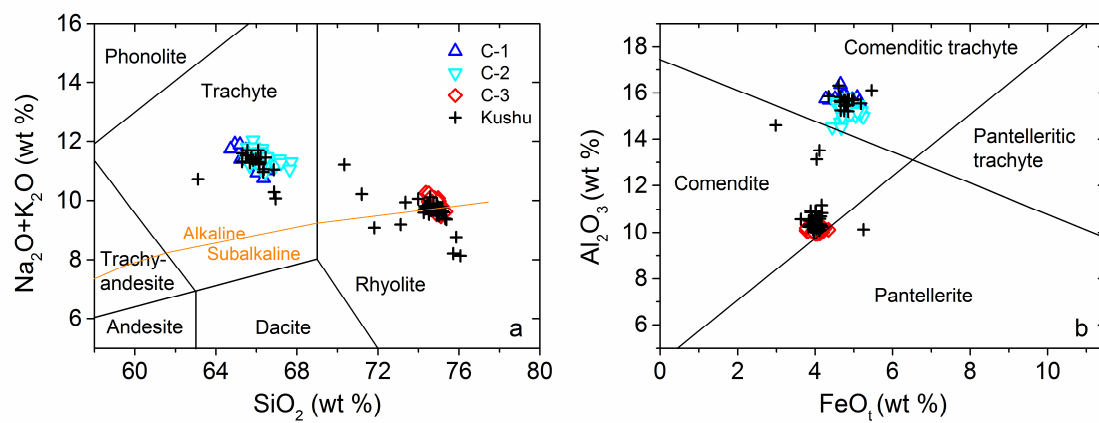 16
14
12
10
8
6
Na₂O+K₂O (wt %)
Phonolite
Trachyte
C-1
C-2
C-3
Kushu
Alkaline
Subalkaline
Trachy-
andesite
Rhyolite
Andesite
Dacite
a
60
64
68
72
76
80
SiO₂ (wt %)
18
16
14
12
10
8
6
Al₂O₃ (wt %)
Comenditic trachyte
Pantelleritic
trachyte
Comendite
Pantellerite
b
0
2
4
6
8
10
FeOₜ (wt %)